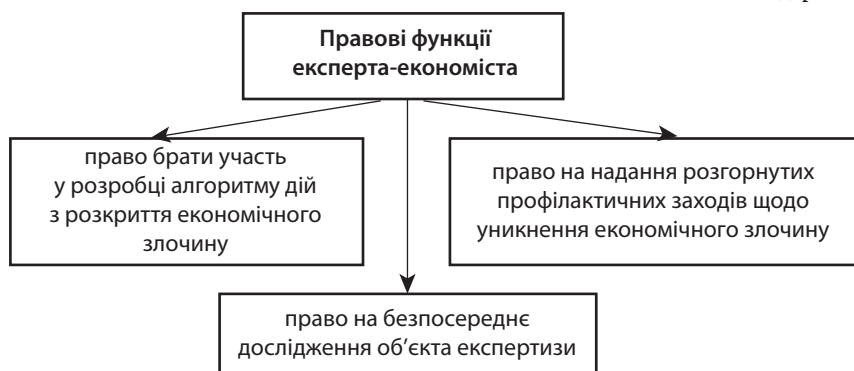 Правові функції
експерта-економіста
право брати участь
у розробці алгоритму дій
з розкриття економічного
злочину
право на надання розгорнутих
профілактичних заходів щодо
уникнення економічного злочину
право на безпосереднє
дослідження об’єкта експертизи